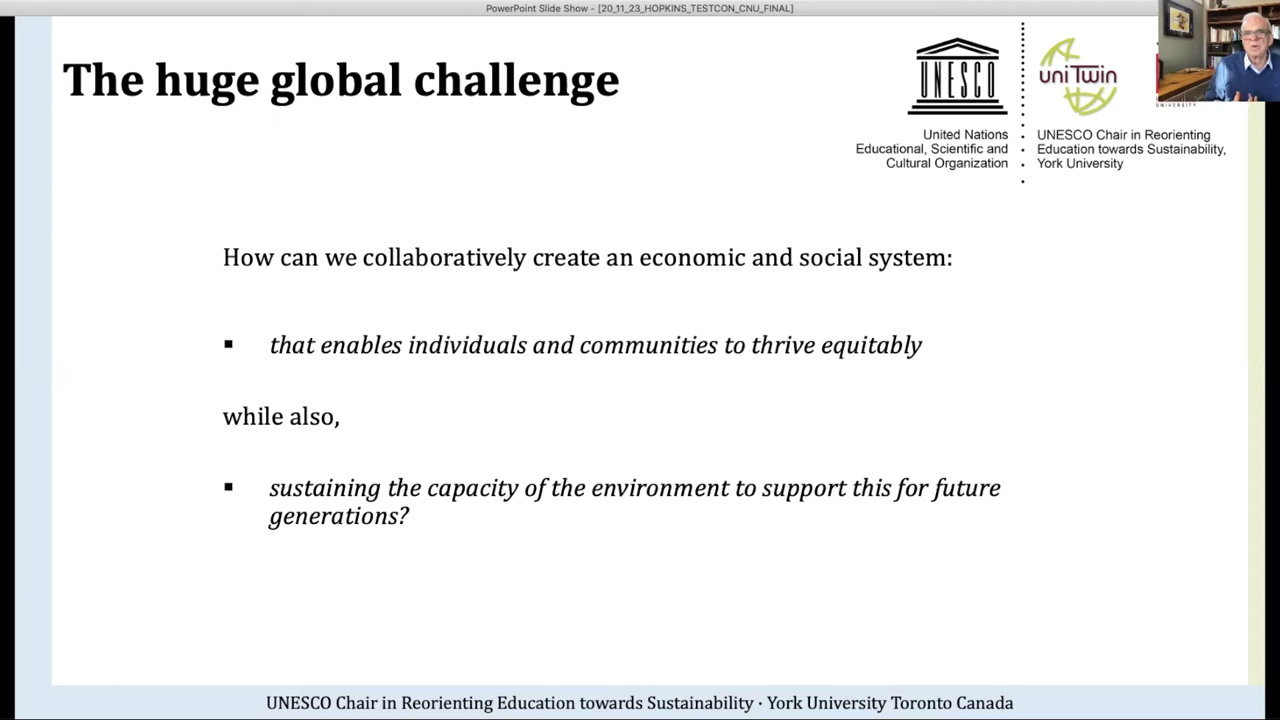 PowerPoint Slide Show - [20_11_23_HOPKINS_TESTCON_CNU_FINAL]
The huge global challenge
UNESCO
uniTwin
United Nations
Educational, Scientific and
Cultural Organization
UNESCO Chair in Reorienting
Education towards Sustainability,
York University
UNIVERSITY
How can we collaboratively create an economic and social system:
▪ that enables individuals and communities to thrive equitably
while also,
▪ sustaining the capacity of the environment to support this for future
generations?
UNESCO Chair in Reorienting Education towards Sustainability · York University Toronto Canada